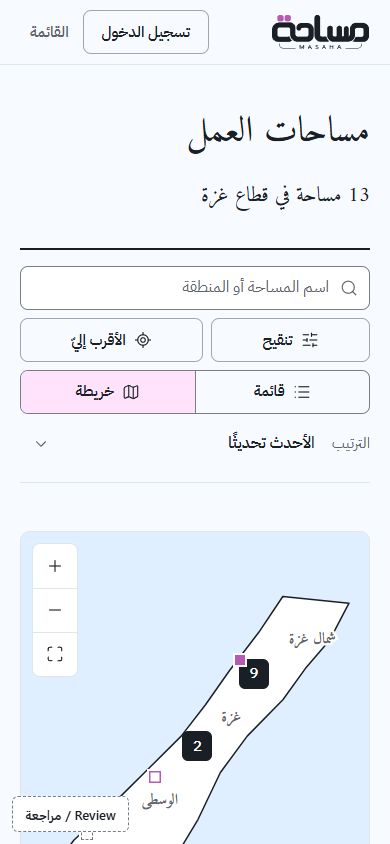 مساحة
MASAHA
تسجيل الدخول
القائمة
مساحات العمل
13 مساحة في قطاع غزة
اسم المساحة أو المنطقة
تنقيح
الأقرب إليّ
قائمة
خريطة
الترتيب
الأحدث تحديثًا
شمال غزة
9
غزة
2
الوسطى
Review / مراجعة